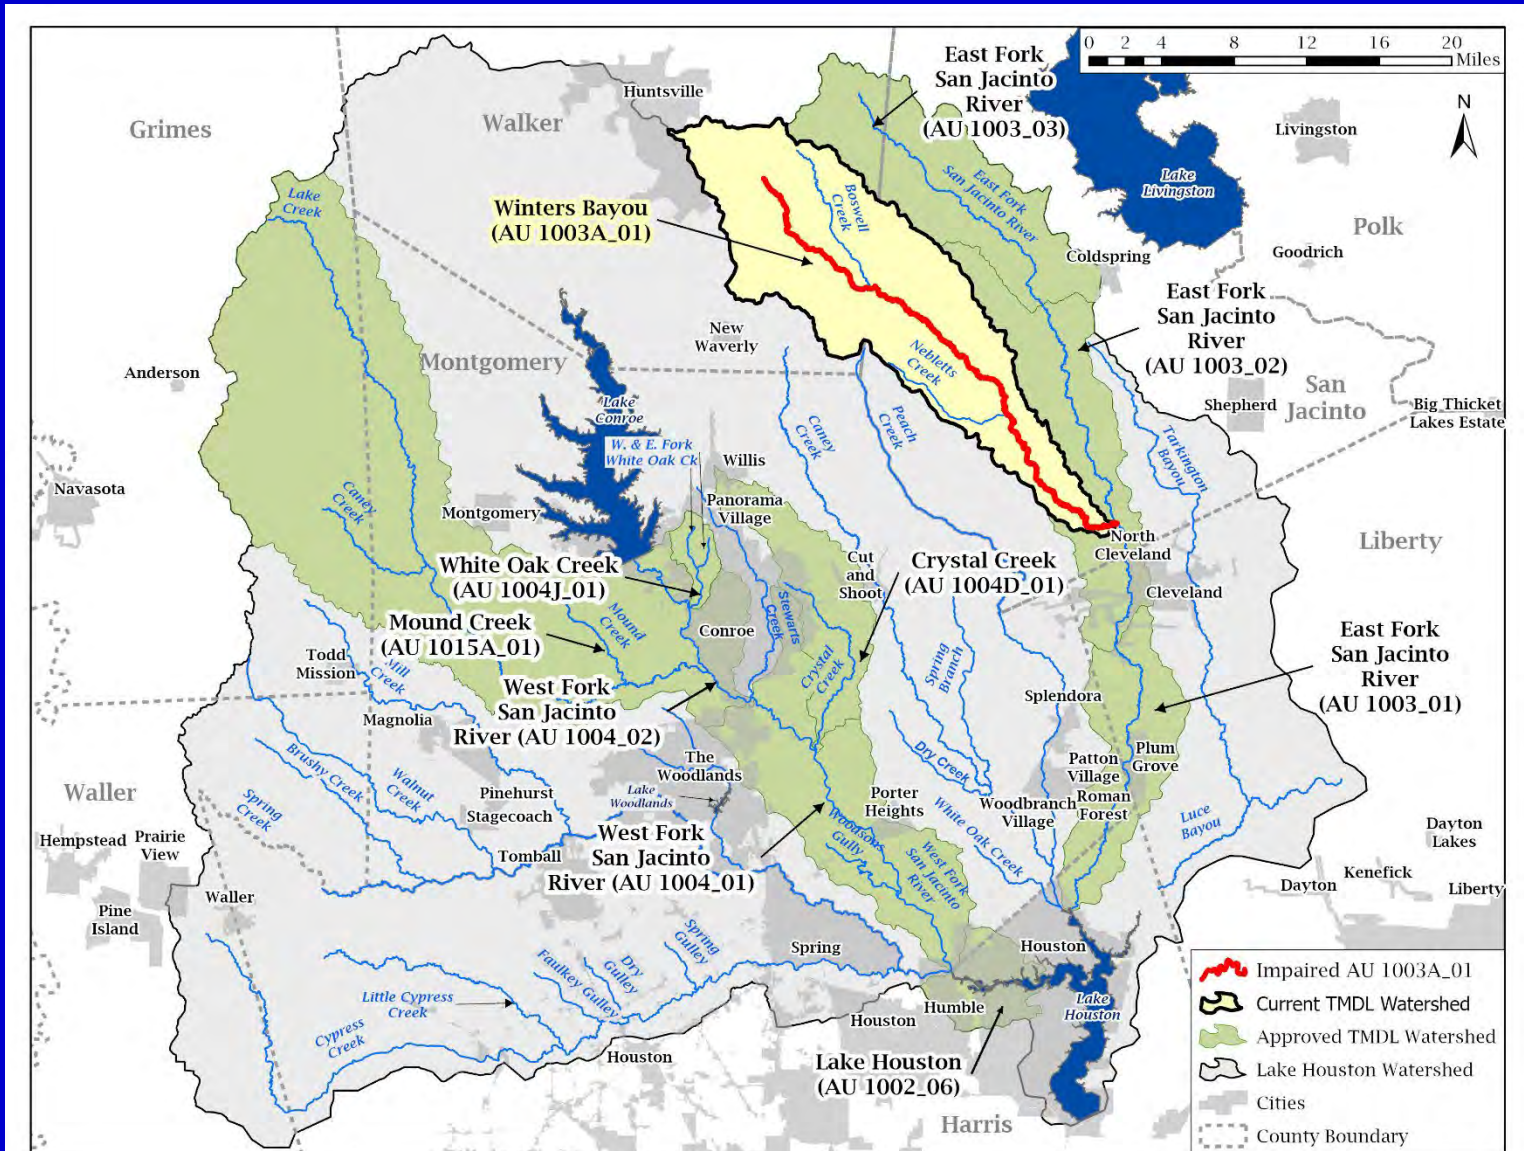 0 2 4 8 12 16 20
Miles
N
East Fork
San Jacinto
River
(AU 1003_03)
Huntsville
Grimes
Walker
Livingston
Lake
Livingston
Lake
Creek
Boswell
Creek
East Fork
San Jacinto River
Winters Bayou
(AU 1003A_01)
Polk
Goodrich
Coldspring
East Fork
San Jacinto
River
(AU 1003_02)
New
Waverly
Montgomery
Anderson
Nebletts
Creek
San
Jacinto
Shepherd
Big Thicket
Lakes Estate
Lake
Conroe
Caney
Creek
Peach
Creek
W. & E. Fork
White Oak Ck
Tarkington
Bayou
Willis
Navasota
Caney
Creek
Montgomery
Panorama
Village
North
Cleveland
Liberty
White Oak Creek
(AU 1004J_01)
Cut
and
Shoot
Crystal Creek
(AU 1004D_01)
Cleveland
Mound Creek
(AU 1015A_01)
Mound
Creek
Conroe
Stewarts
Creek
East Fork
San Jacinto
River
(AU 1003_01)
Todd
Mission
Mill
Creek
Crystal
Creek
Spring
Branch
West Fork
San Jacinto
River (AU 1004_02)
Splendora
Magnolia
Brushy Creek
Walnut
Creek
Spring
Creek
The
Woodlands
Dry Creek
Patton
Village
Plum
Grove
Waller
Pinehurst
Stagecoach
Lake
Woodlands
Porter
Heights
Woodbranch
Village
Roman
Forest
White Oak Creek
Luce
Bayou
Hempstead
Prairie
View
Tomball
West Fork
San Jacinto
River (AU 1004_01)
Woodsons
Gully
West Fork
San Jacinto
River
Dayton
Lakes
Kenefick
Dayton
Liberty
Waller
Pine
Island
Spring
Gulley
Dry
Gulley
Faulkey Gulley
Spring
Houston
Little Cypress
Creek
Cypress
Creek
Houston
Houston
Humble
Lake
Houston
Lake Houston
(AU 1002_06)
Harris
Impaired AU 1003A_01
Current TMDL Watershed
Approved TMDL Watershed
Lake Houston Watershed
Cities
County Boundary